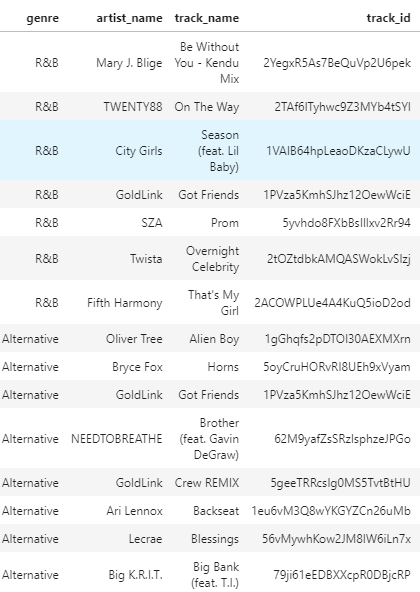 genre artist_name track_name track_id
Be Without
R&B Mary J. Blige You - Kendu 2YegxR5As7BeQuVp2U6pek
Mix
R&B TWENTY88 On The Way 2TAf6ITyhwc9Z3MYb4tSYI
Season
R&B City Girls (feat. Lil 1VAIB64hpLeaoDKzaCLywU
Baby)
R&B GoldLink Got Friends 1PVza5KmhSJhz12OewWciE
R&B SZA Prom 5yvhdo8FXbBsIIlxv2Rr94
Overnight
R&B Twista 2tOZtdbkAMQASWokLvSlzj
Celebrity
That's My
R&B Fifth Harmony 2ACOWPLUe4A4KuQ5ioD2od
Girl
Alternative Oliver Tree Alien Boy 1gGhqfs2pDTOI30AEXMXrn
Alternative Bryce Fox Horns 5oyCruHORvRI8UEh9xVyam
Alternative GoldLink Got Friends 1PVza5KmhSJhz12OewWciE
Brother
Alternative NEEDTOBREATHE (feat. Gavin 62M9yafZsSRzIsphzeJPGo
DeGraw)
Alternative GoldLink Crew REMIX 5geeTRRcsIg0MS5TvtBtHU
Alternative Ari Lennox Backseat 1eu6vM3Q8wYKGYZCn26uMb
Alternative Lecrae Blessings 56vMywhKow2JM8IW6iLn7x
Big Bank
Alternative Big K.R.I.T. 79ji61eEDBXXcpR0DBjcRP
(feat. T.I.)